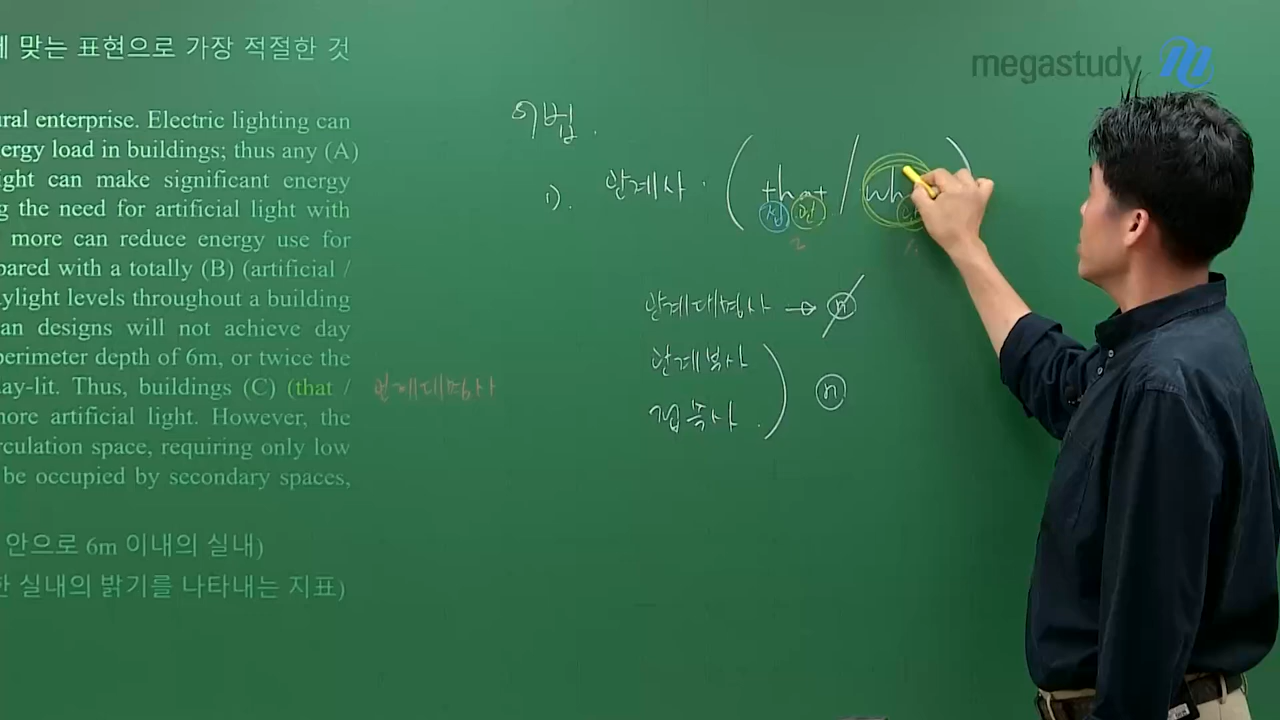 에 맞는 표현으로 가장 적절한 것
megastudy
ural enterprise. Electric lighting can
ergy load in buildings; thus any (A)
ight can make significant energy
g the need for artificial light with
more can reduce energy use for
pared with a totally (B) (artificial /
aylight levels throughout a building
an designs will not achieve day
perimeter depth of 6m, or twice the
day-lit. Thus, buildings (C) (that /
관계대명사
more artificial light. However, the
rculation space, requiring only low
be occupied by secondary spaces,
안으로 6m 이내의 실내)
한 실내의 밝기를 나타내는 지표)
어법.
1). 관계사. (that / wh )
접 관
2
관계대명사 → n
관계부사
접속사. ) n